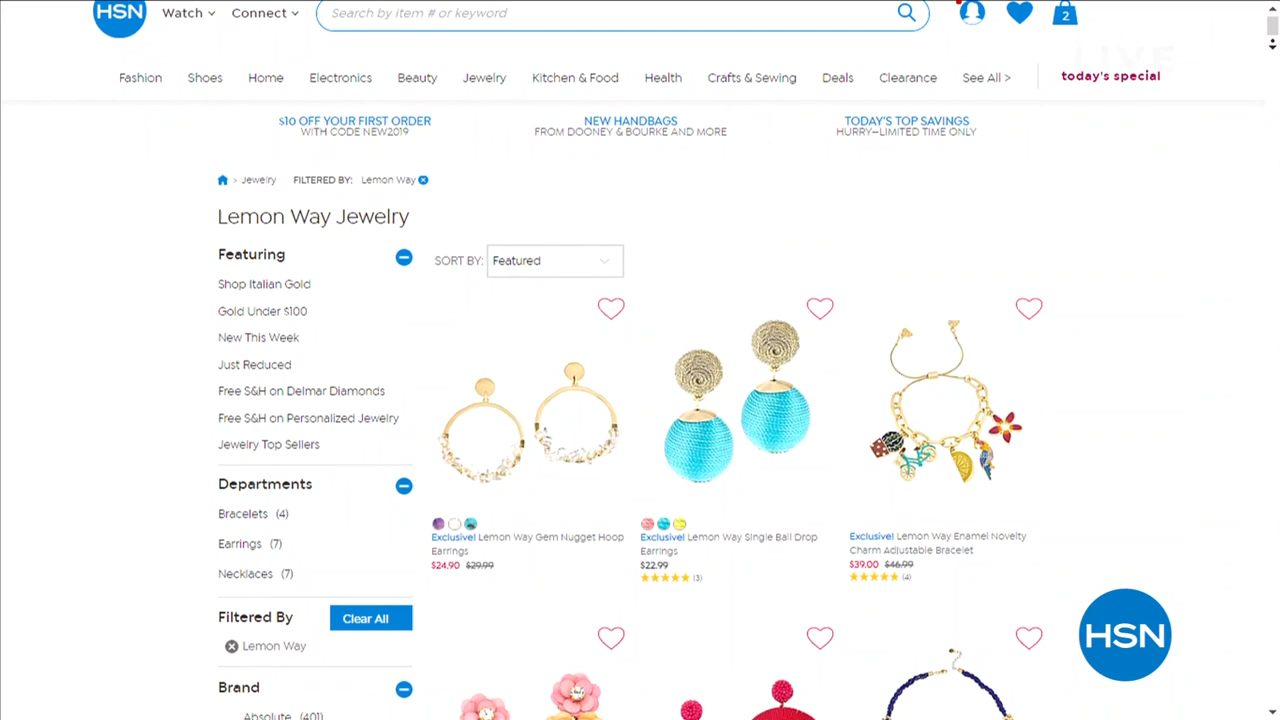 HSN
Watch
Connect
Search by item # or keyword
2
LIVE
Fashion
Shoes
Home
Electronics
Beauty
Jewelry
Kitchen & Food
Health
Crafts & Sewing
Deals
Clearance
See All >
today's special
$10 OFF YOUR FIRST ORDER
WITH CODE NEW2019
NEW HANDBAGS
FROM DOONEY & BOURKE AND MORE
TODAY'S TOP SAVINGS
HURRY—LIMITED TIME ONLY
> Jewelry FILTERED BY: Lemon Way
Lemon Way Jewelry
Featuring
Shop Italian Gold
Gold Under $100
New This Week
Just Reduced
Free S&H on Delmar Diamonds
Free S&H on Personalized Jewelry
Jewelry Top Sellers
Departments
Bracelets (4)
Earrings (7)
Necklaces (7)
Filtered By
Clear All
Lemon Way
Brand
Absolute (401)
SORT BY: Featured
Exclusive! Lemon Way Gem Nugget Hoop
Earrings
$24.90 $29.99
Exclusive! Lemon Way Single Ball Drop
Earrings
$22.99
(3)
Exclusive! Lemon Way Enamel Novelty
Charm Adjustable Bracelet
$39.00 $46.99
(4)
HSN